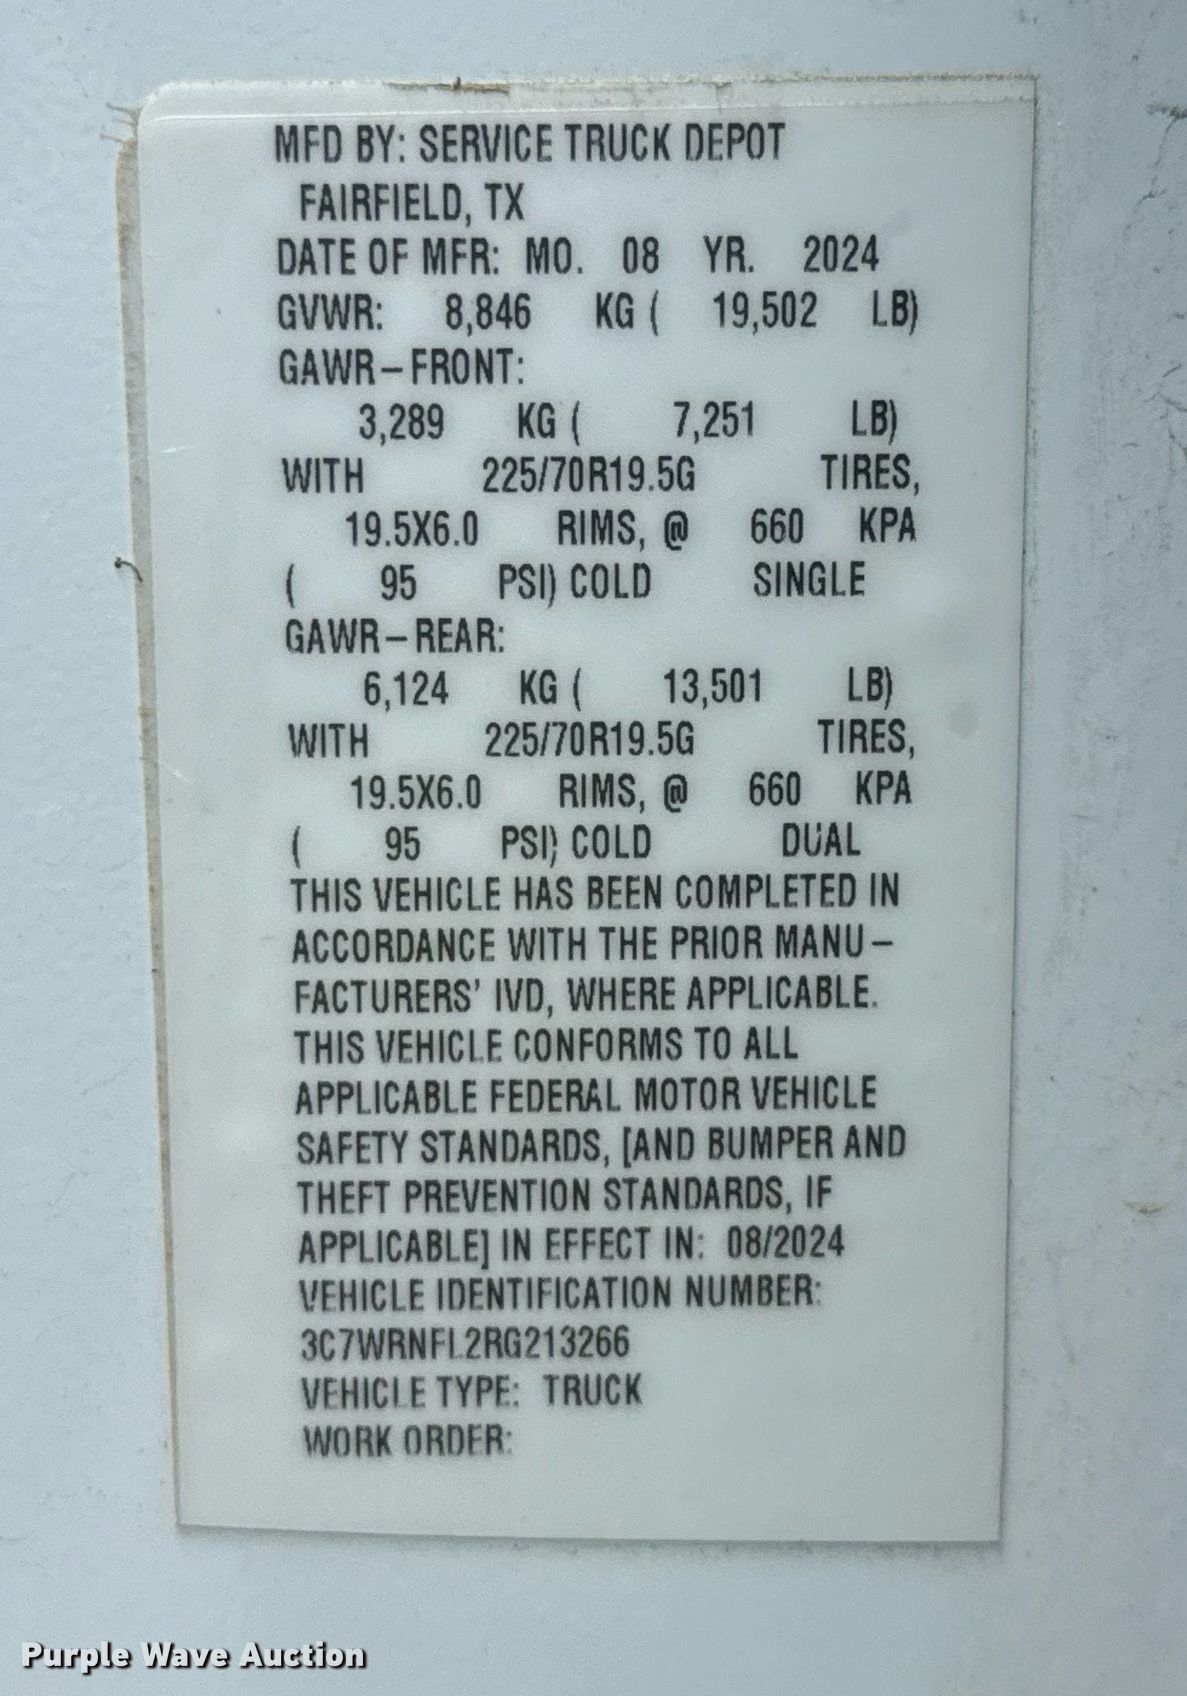 MFD BY: SERVICE TRUCK DEPOT
FAIRFIELD, TX
DATE OF MFR: MO. 08 YR. 2024
GVWR: 8,846 KG ( 19,502 LB)
GAWR-FRONT:
3,289 KG ( 7,251 LB)
WITH 225/70R19.5G TIRES,
19.5X6.0 RIMS, @ 660 KPA
( 95 PSI) COLD SINGLE
GAWR-REAR:
6,124 KG ( 13,501 LB)
WITH 225/70R19.5G TIRES,
19.5X6.0 RIMS, @ 660 KPA
( 95 PSI) COLD DUAL
THIS VEHICLE HAS BEEN COMPLETED IN
ACCORDANCE WITH THE PRIOR MANU-
FACTURERS' IVD, WHERE APPLICABLE.
THIS VEHICLE CONFORMS TO ALL
APPLICABLE FEDERAL MOTOR VEHICLE
SAFETY STANDARDS, [AND BUMPER AND
THEFT PREVENTION STANDARDS, IF
APPLICABLE] IN EFFECT IN: 08/2024
VEHICLE IDENTIFICATION NUMBER:
3C7WRNFL2RG213266
VEHICLE TYPE: TRUCK
WORK ORDER:
Purple Wave Auction